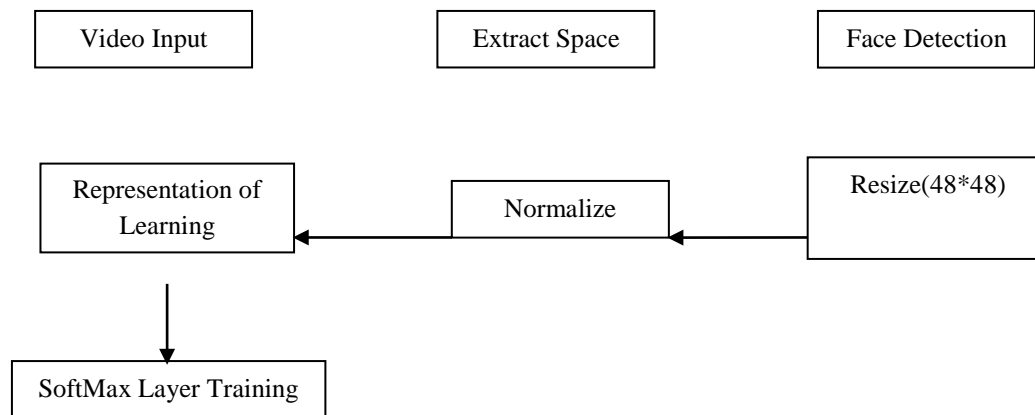 Video Input
Extract Space
Face Detection
Representation of
Learning
Normalize
Resize(48*48)
SoftMax Layer Training